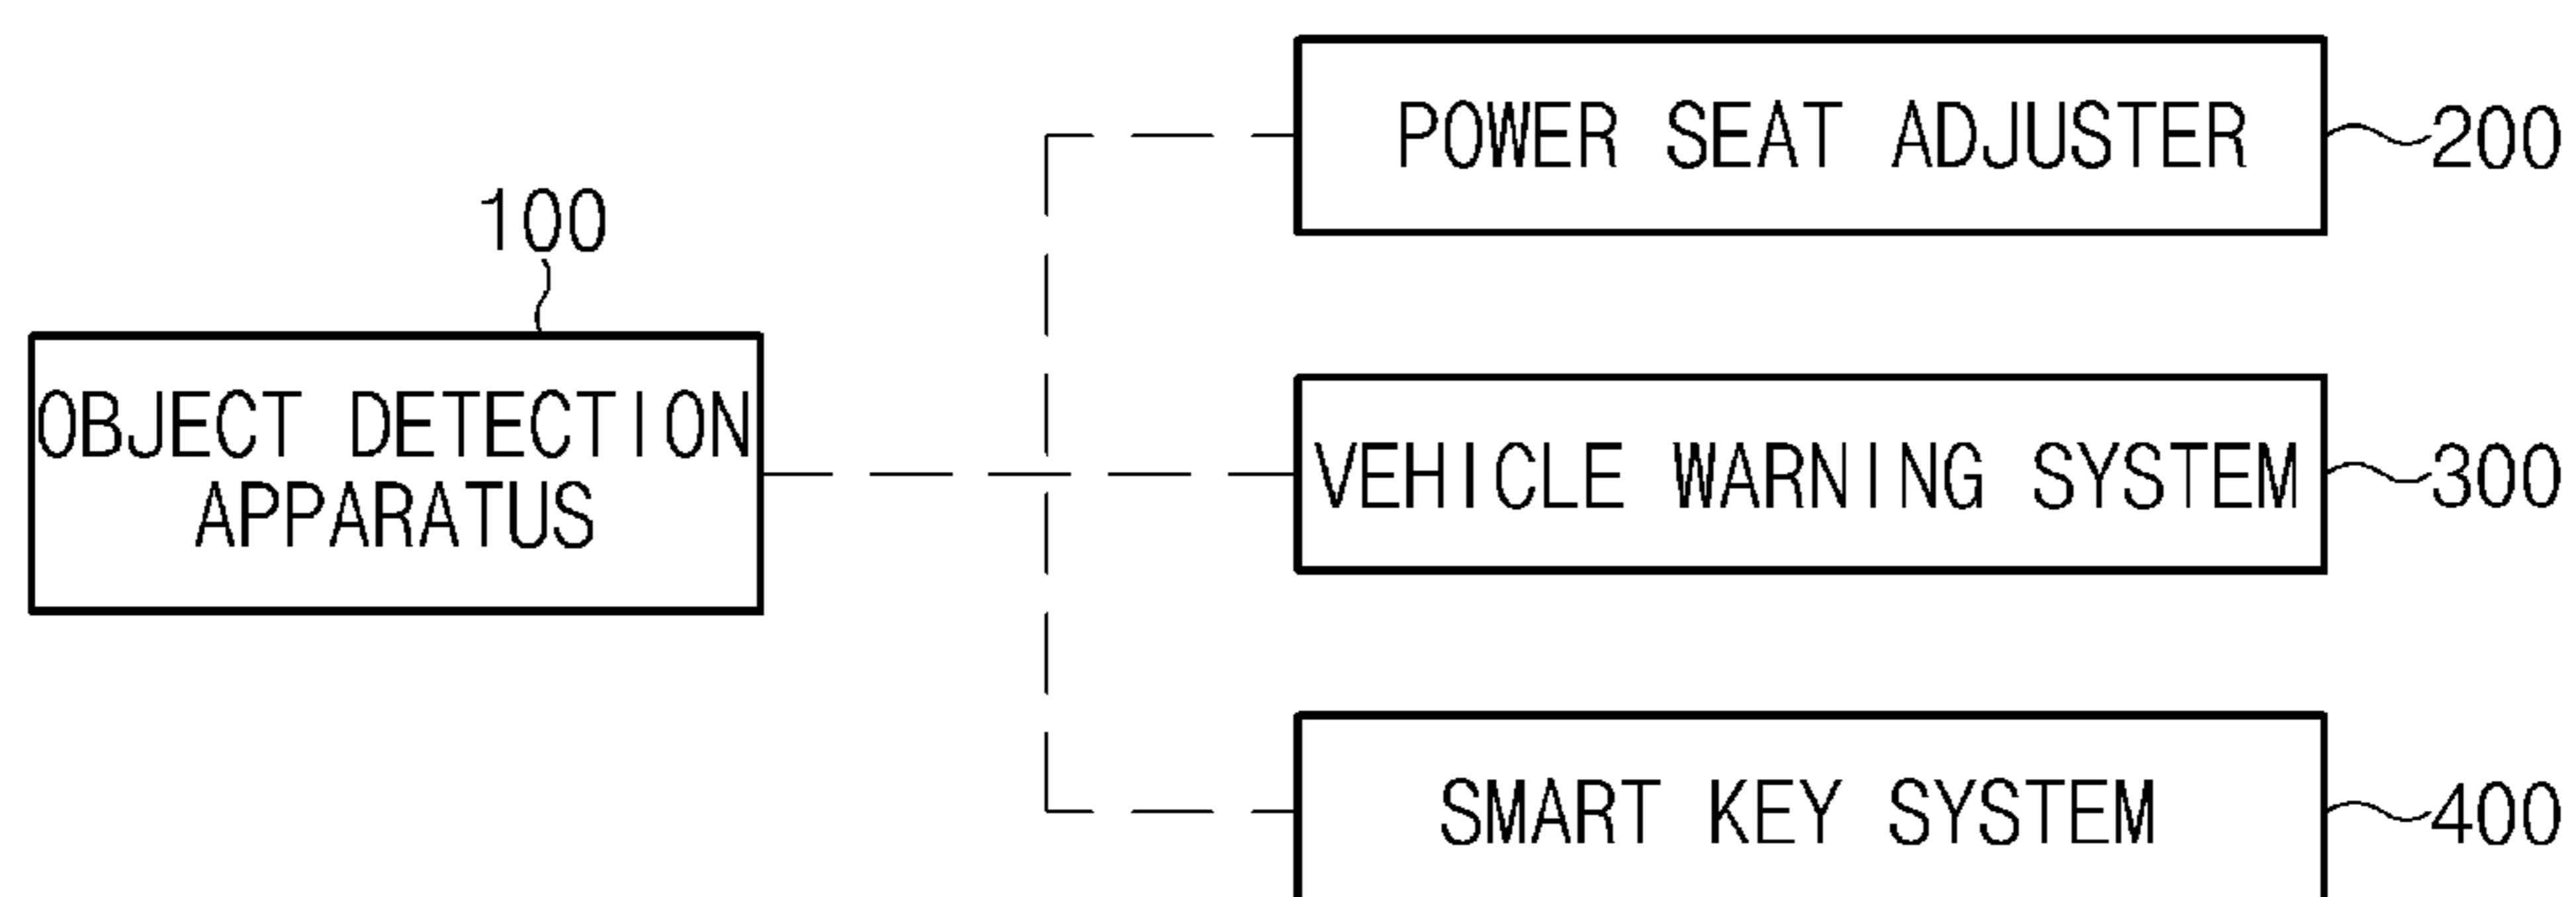 POWER SEAT ADJUSTER
200
100
OBJECT DETECTION
APPARATUS
VEHICLE WARNING SYSTEM
300
SMART KEY SYSTEM
400